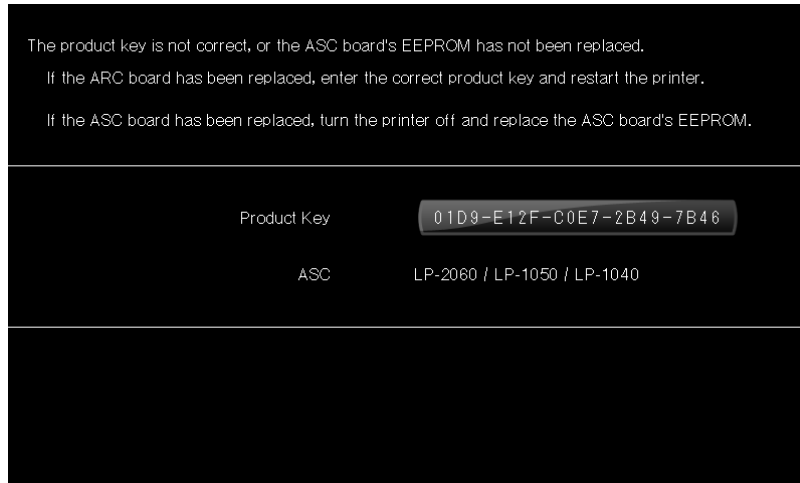 The product key is not correct, or the ASC board's EEPROM has not been replaced.
If the ARC board has been replaced, enter the correct product key and restart the printer.
If the ASC board has been replaced, turn the printer off and replace the ASC board's EEPROM.
Product Key 01D9-E12F-C0E7-2B49-7B46
ASC LP-2060 / LP-1050 / LP-1040